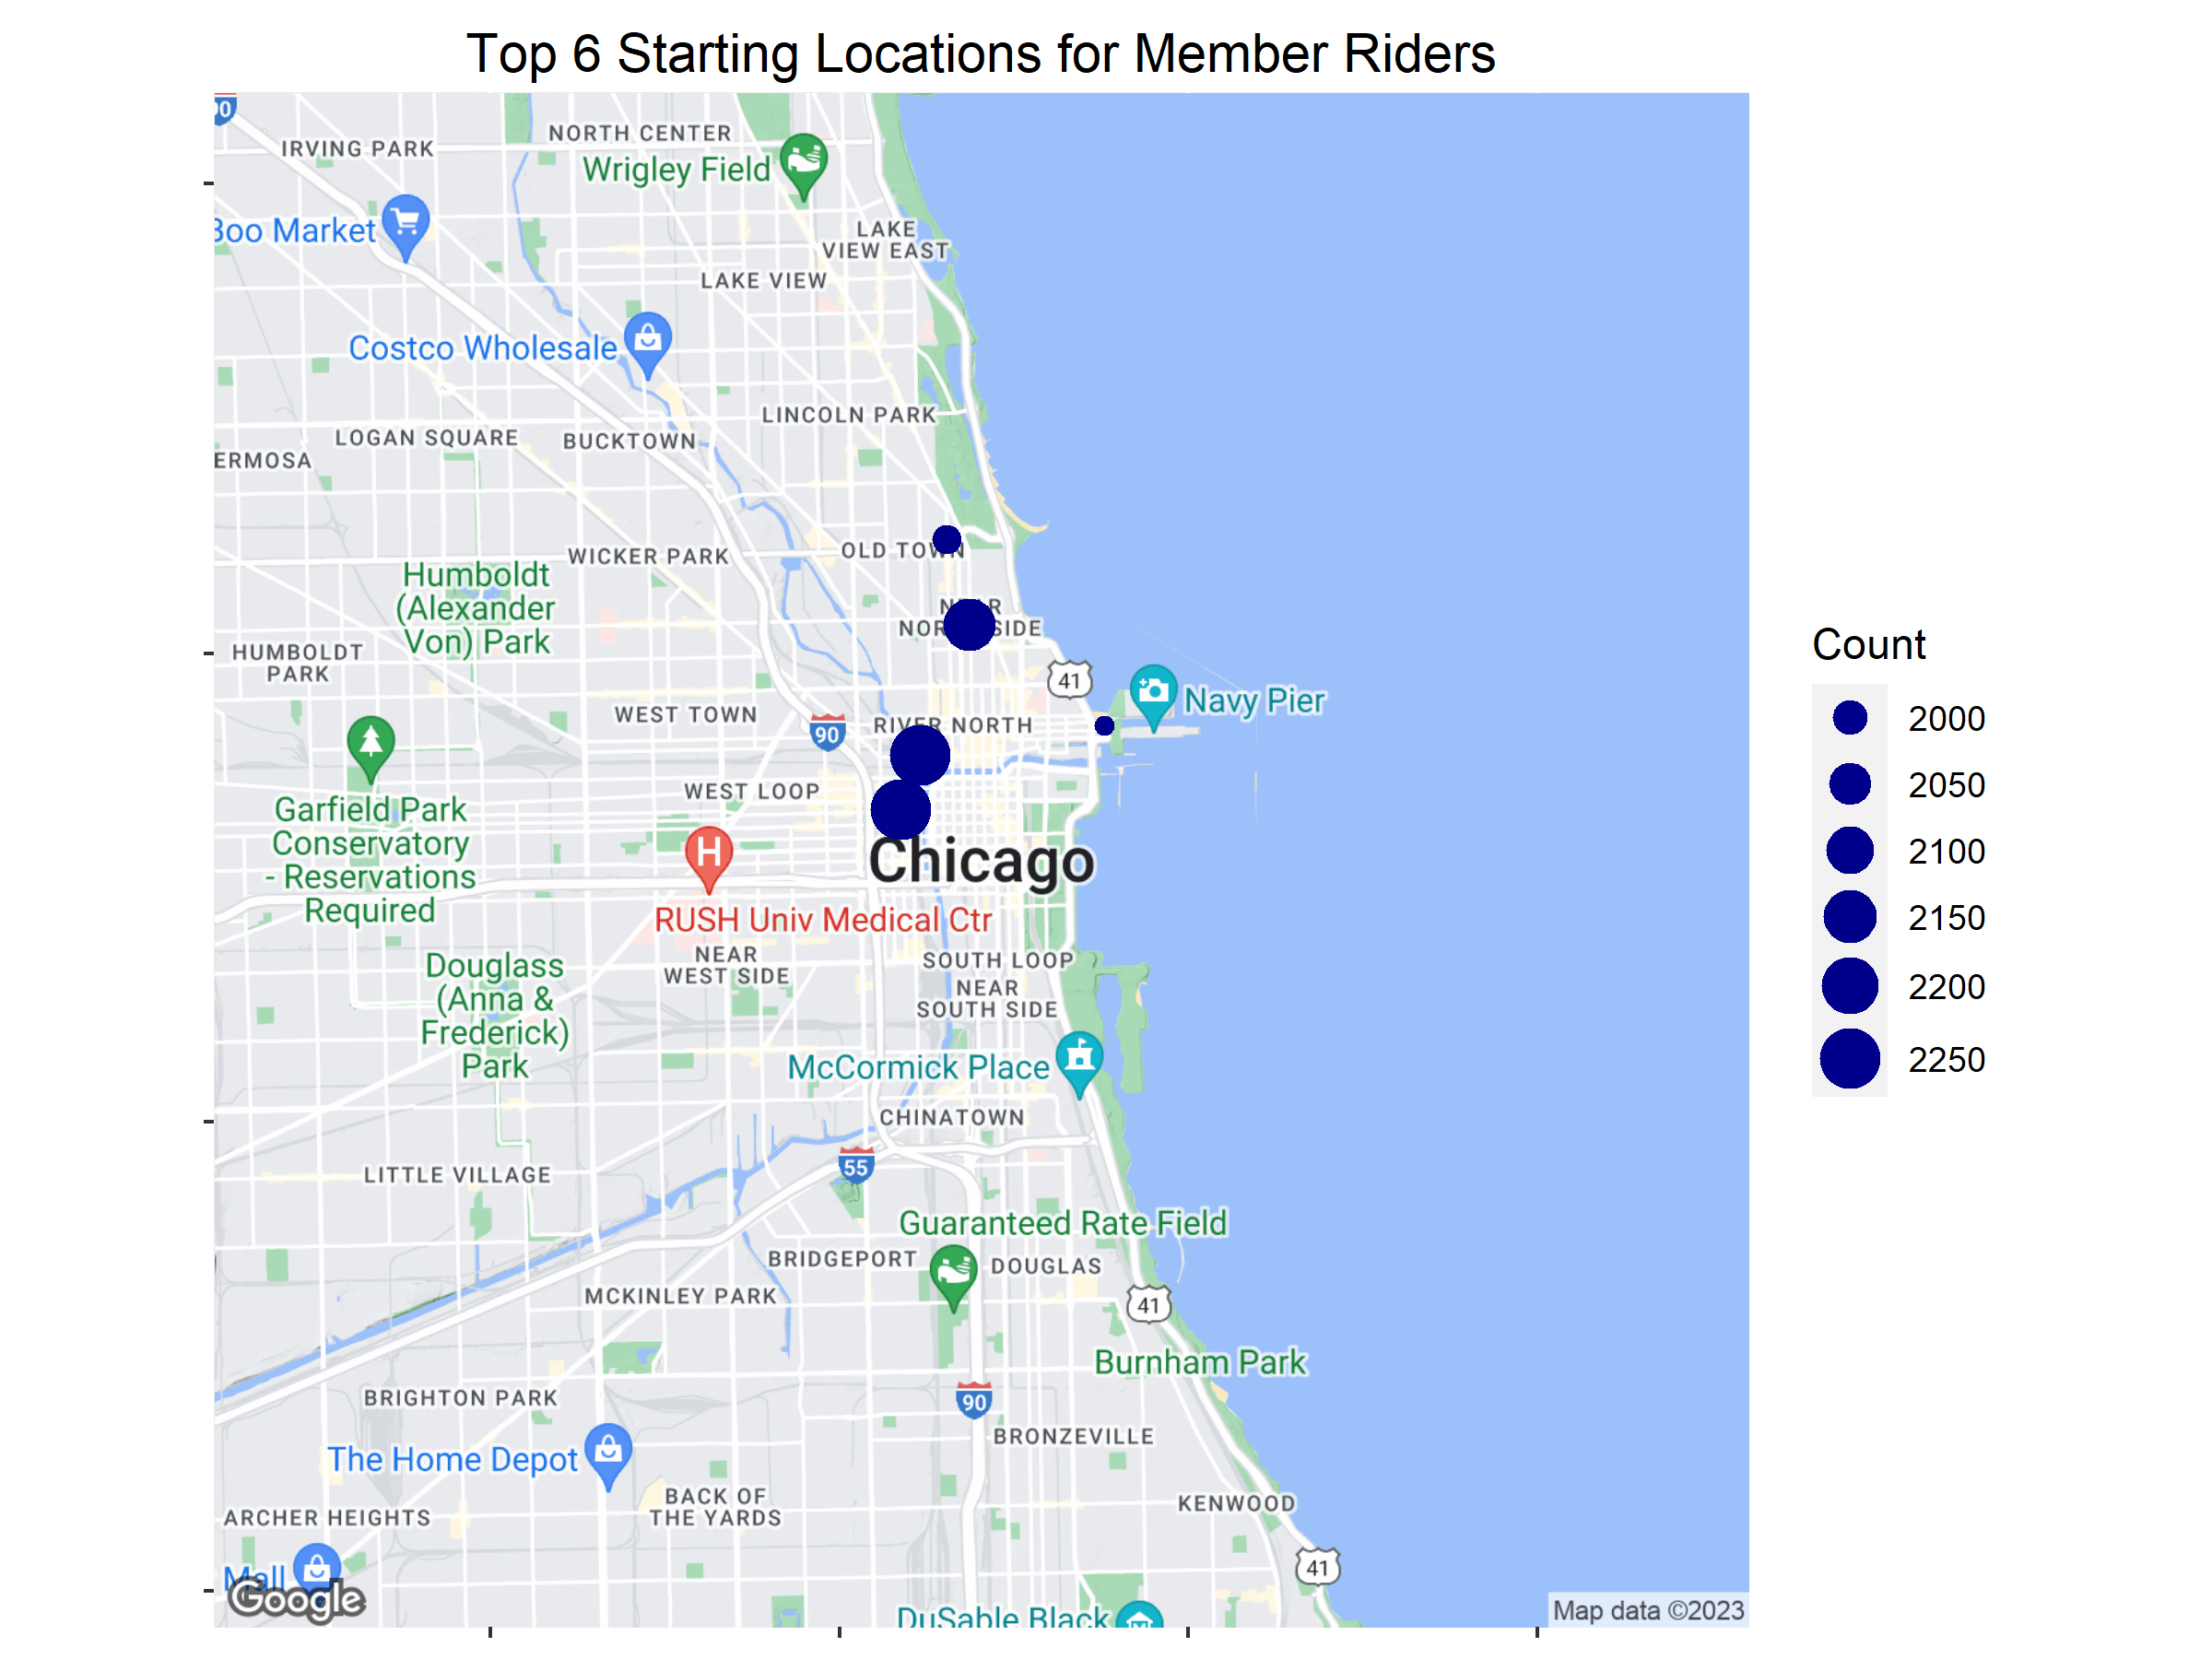 Top 6 Starting Locations for Member Riders
90
IRVING PARK
NORTH CENTER
Wrigley Field
Boo Market
LAKE
VIEW EAST
LAKE VIEW
Costco Wholesale
LINCOLN PARK
LOGAN SQUARE
BUCKTOWN
ERMOSA
OLD TOWN
WICKER PARK
Humboldt
(Alexander
Von) Park
NEAR
NORTH SIDE
HUMBOLDT
PARK
41
Navy Pier
WEST TOWN
90
RIVER NORTH
WEST LOOP
Garfield Park
Conservatory
- Reservations
Required
H
Chicago
RUSH Univ Medical Ctr
NEAR
WEST SIDE
Douglass
(Anna &
Frederick)
Park
SOUTH LOOP
NEAR
SOUTH SIDE
McCormick Place
CHINATOWN
55
LITTLE VILLAGE
Guaranteed Rate Field
BRIDGEPORT
DOUGLAS
MCKINLEY PARK
41
Burnham Park
BRIGHTON PARK
90
BRONZEVILLE
The Home Depot
BACK OF
THE YARDS
KENWOOD
ARCHER HEIGHTS
41
Mall
Google
DuSable Black
Map data ©2023
Count
2000
2050
2100
2150
2200
2250